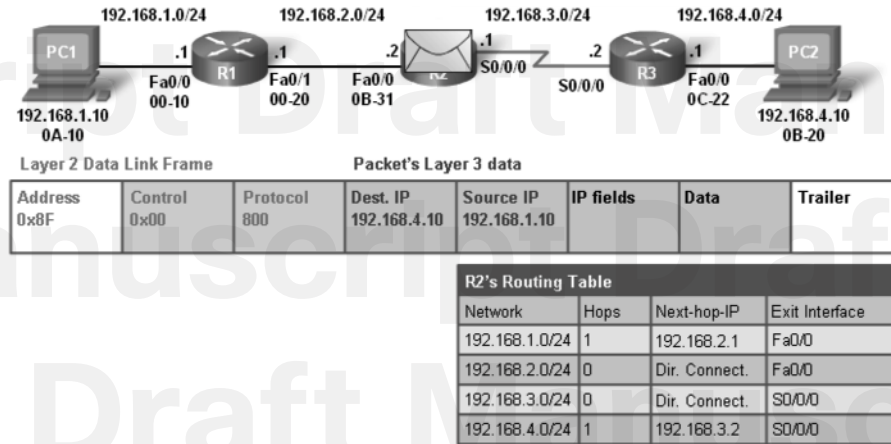 192.168.1.0/24 192.168.2.0/24 192.168.3.0/24 192.168.4.0/24
PC1 .1 R1 .1 .2 R2 .1 .2 R3 .1 PC2
S0/0/0
Fa0/0 Fa0/1 Fa0/0 S0/0/0 Fa0/0
00-10 00-20 0B-31 0C-22
192.168.1.10 192.168.4.10
0A-10 0B-20
Layer 2 Data Link Frame Packet's Layer 3 data
Address Control Protocol Dest. IP Source IP IP fields Data Trailer
0x8F 0x00 800 192.168.4.10 192.168.1.10
R2's Routing Table
Network Hops Next-hop-IP Exit Interface
192.168.1.0/24 1 192.168.2.1 Fa0/0
192.168.2.0/24 0 Dir. Connect. Fa0/0
192.168.3.0/24 0 Dir. Connect. S0/0/0
192.168.4.0/24 1 192.168.3.2 S0/0/0